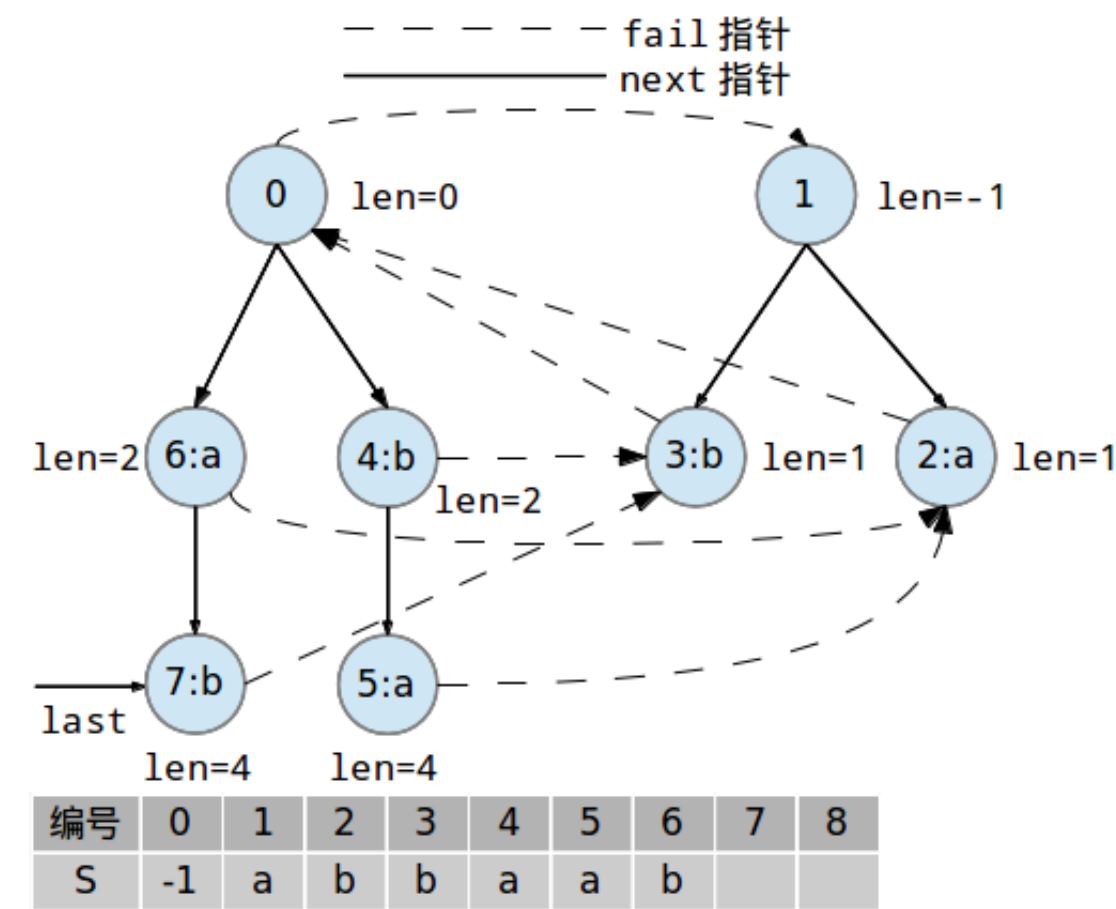 fail 指针
next 指针
0 len=0 1 len=-1
len=2 6:a 4:b 3:b len=1 2:a len=1
len=2
7:b 5:a
last
len=4 len=4
编号 0 1 2 3 4 5 6 7 8
S -1 a b b a a b